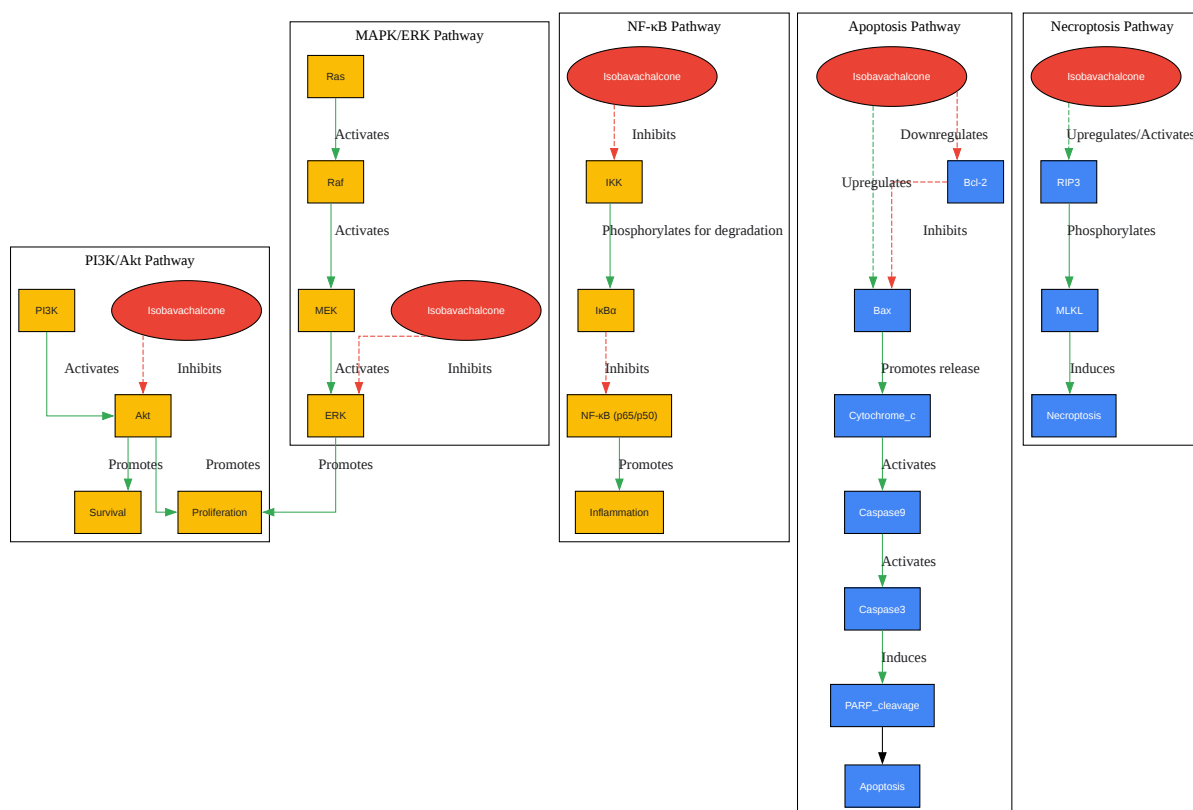 PI3K/Akt Pathway
PI3K
Isobavachalcone
Activates
Inhibits
Akt
Promotes
Promotes
Survival
Proliferation
MAPK/ERK Pathway
Ras
Activates
Raf
Activates
MEK
Isobavachalcone
Activates
Inhibits
ERK
Promotes
NF-κB Pathway
Isobavachalcone
Inhibits
IKK
Phosphorylates for degradation
IκBα
Inhibits
NF-κB (p65/p50)
Promotes
Inflammation
Apoptosis Pathway
Isobavachalcone
Downregulates
Upregulates
Bcl-2
Inhibits
Bax
Promotes release
Cytochrome_c
Activates
Caspase9
Activates
Caspase3
Induces
PARP_cleavage
Apoptosis
Necroptosis Pathway
Isobavachalcone
Upregulates/Activates
RIP3
Phosphorylates
MLKL
Induces
Necroptosis